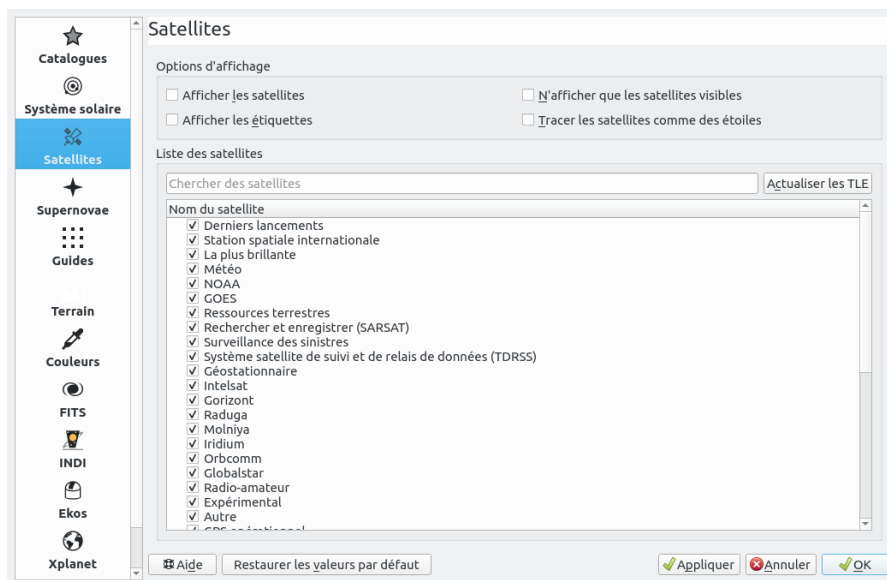 Catalogues
Système solaire
Satellites
Supernovae
Guides
Terrain
Couleurs
FITS
INDI
Ekos
Xplanet
Satellites
Options d'affichage
Afficher les satellites
N'afficher que les satellites visibles
Afficher les étiquettes
Tracer les satellites comme des étoiles
Liste des satellites
Chercher des satellites
Actualiser les TLE
Nom du satellite
Derniers lancements
Station spatiale internationale
La plus brillante
Météo
NOAA
GOES
Ressources terrestres
Rechercher et enregistrer (SARSAT)
Surveillance des sinistres
Système satellite de suivi et de relais de données (TDRSS)
Géostationnaire
Intelsat
Gorizont
Raduga
Molniya
Iridium
Orbcomm
Globalstar
Radio-amateur
Expérimental
Autre
Aide
Restaurer les valeurs par défaut
Appliquer
Annuler
OK